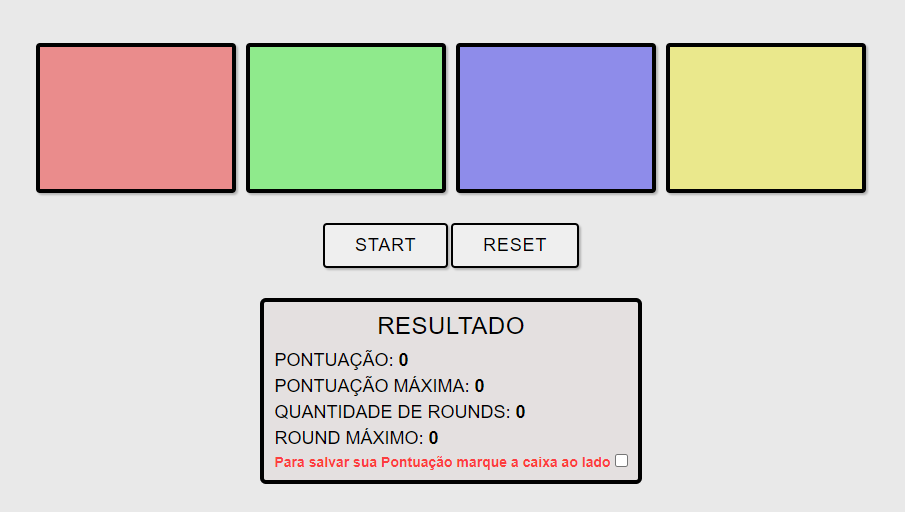 START
RESET
RESULTADO
PONTUAÇÃO: 0
PONTUAÇÃO MÁXIMA: 0
QUANTIDADE DE ROUNDS: 0
ROUND MÁXIMO: 0
Para salvar sua Pontuação marque a caixa ao lado